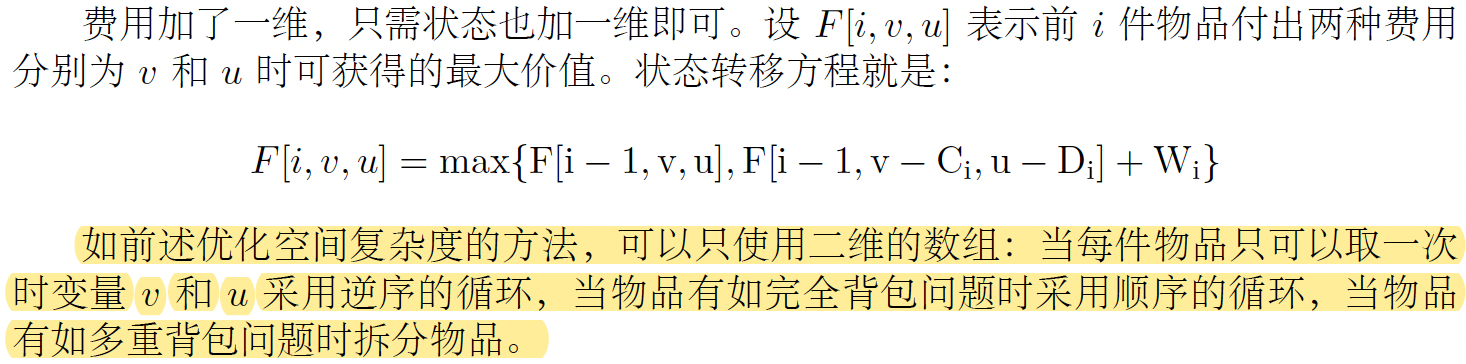 费用加了一维，只需状态也加一维即可。设 F[i, v, u] 表示前 i 件物品付出两种费用
分别为 v 和 u 时可获得的最大价值。状态转移方程就是：
F[i, v, u] = max{F[i − 1, v, u], F[i − 1, v − Cᵢ, u − Dᵢ] + Wᵢ}
如前述优化空间复杂度的方法，可以只使用二维的数组：当每件物品只可以取一次
时变量 v 和 u 采用逆序的循环，当物品有如完全背包问题时采用顺序的循环，当物品
有如多重背包问题时拆分物品。